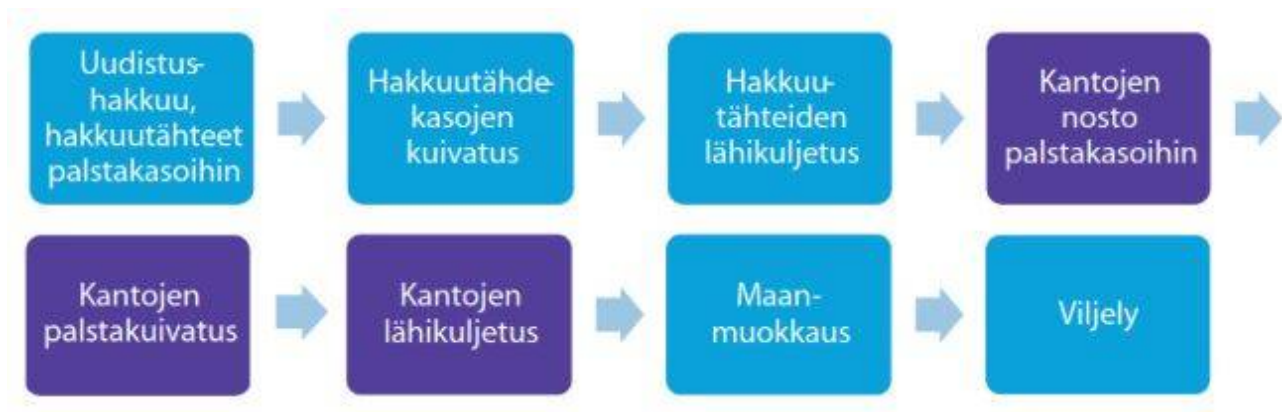 Uudistus-
hakkuu,
hakkuutähteet
palstakasoihin
Hakkuutähde-
kasojen
kuivatus
Hakkuu-
tähteiden
lähikuljetus
Kantojen
nosto
palstakasoihin
Kantojen
palstakuivatus
Kantojen
lähikuljetus
Maan-
muokkaus
Viljely